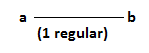 a b
(1 regular)